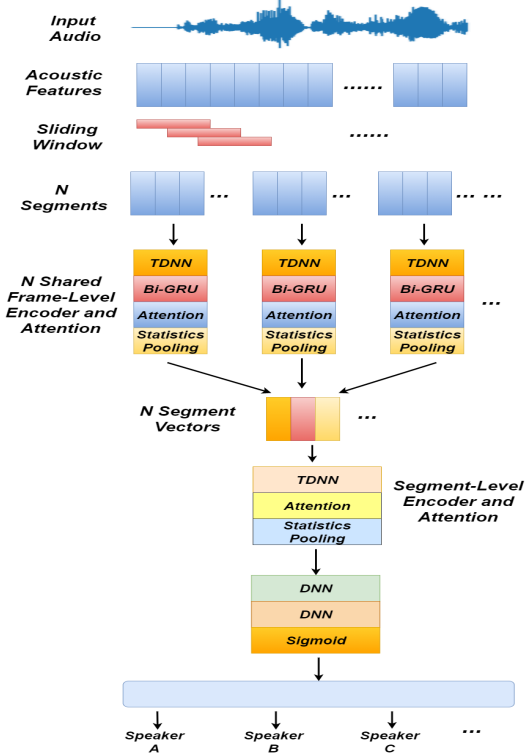 Input
Audio
Acoustic
Features
......
Sliding
Window
......
N
Segments
... ... ... ...
TDNN TDNN TDNN
N Shared
Frame-Level
Encoder and
Attention
Bi-GRU Bi-GRU Bi-GRU
...
Attention Attention Attention
Statistics
Pooling
Statistics
Pooling
Statistics
Pooling
N Segment
Vectors
...
TDNN
Attention
Statistics
Pooling
Segment-Level
Encoder and
Attention
DNN
DNN
Sigmoid
Speaker
A
Speaker
B
Speaker
C
...